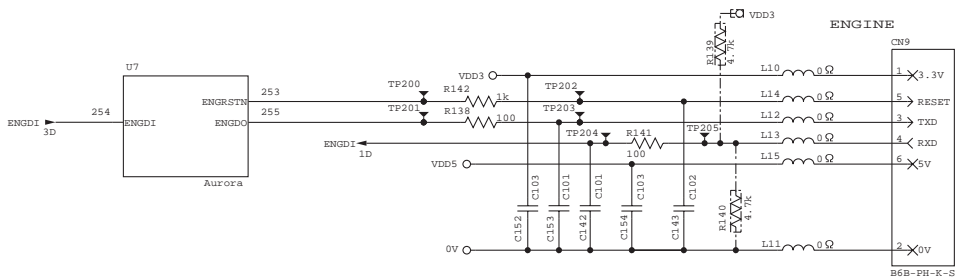 VDD3
ENGINE
CN9
R139
4.7k
U7
L10 0Ω
VDD3
1 3.3V
TP200 R142 TP202
L14 0Ω
253
ENGRSTN
1k
5 RESET
TP201 R138 TP203
L12 0Ω
254
255
ENGDI
3D
ENGDI
ENGDO
100
3 TXD
TP204 R141 TP205
L13 0Ω
ENGDI
1D
100
4 RXD
L15 0Ω
VDD5
6 5V
Aurora
C103
C101
C101
C103
C102
R140
4.7k
C152
C153
C142
C154
C143
L11 0Ω
0V
2 0V
B6B-PH-K-S